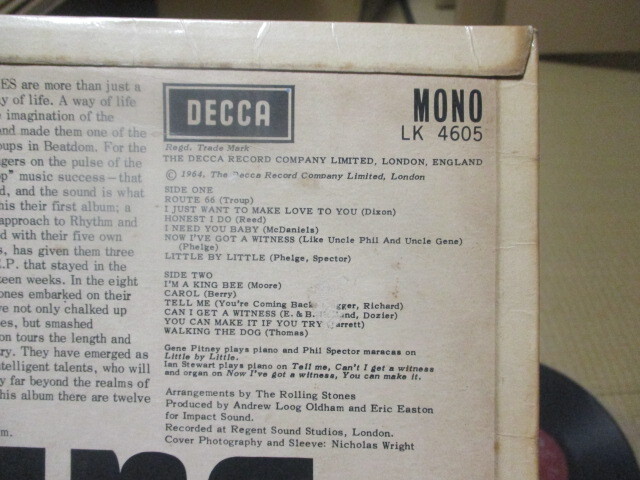 ES are more than just a
y of life. A way of life
imagination of the
nd made them one of the
ups in Beatdom. For the
gers on the pulse of the
op" music success—that
d, and the sound is what
his their first album; a
approach to Rhythm and
d with their five own
s, has given them three
E.P. that stayed in the
teen weeks. In the eight
ones embarked on their
ve not only chalked up
es, but smashed
on tours the length and
ry. They have emerged as
telligent talents, who will
y far beyond the realms of
his album there are twelve
m.
DECCA
Regd. Trade Mark
MONO
LK 4605
THE DECCA RECORD COMPANY LIMITED, LONDON, ENGLAND
© 1964, The Decca Record Company Limited, London
SIDE ONE
ROUTE 66 (Troup)
I JUST WANT TO MAKE LOVE TO YOU (Dixon)
HONEST I DO (Reed)
I NEED YOU BABY (McDaniels)
NOW I'VE GOT A WITNESS (Like Uncle Phil And Uncle Gene)
(Phelge)
LITTLE BY LITTLE (Phelge, Spector)
SIDE TWO
I'M A KING BEE (Moore)
CAROL (Berry)
TELL ME (You're Coming Back gger, Richard)
CAN I GET A WITNESS (E. & B. nd, Dozier)
YOU CAN MAKE IT IF YOU TRY arrett)
WALKING THE DOG (Thomas)
Gene Pitney plays piano and Phil Spector maracas on
Little by Little.
Ian Stewart plays piano on Tell me, Can't I get a witness
and organ on Now I've got a witness, You can make it.
Arrangements by The Rolling Stones
Produced by Andrew Loog Oldham and Eric Easton
for Impact Sound.
Recorded at Regent Sound Studios, London.
Cover Photography and Sleeve: Nicholas Wright